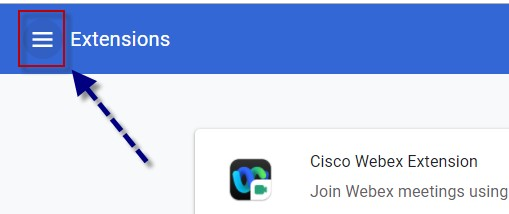 Extensions
Cisco Webex Extension
Join Webex meetings using